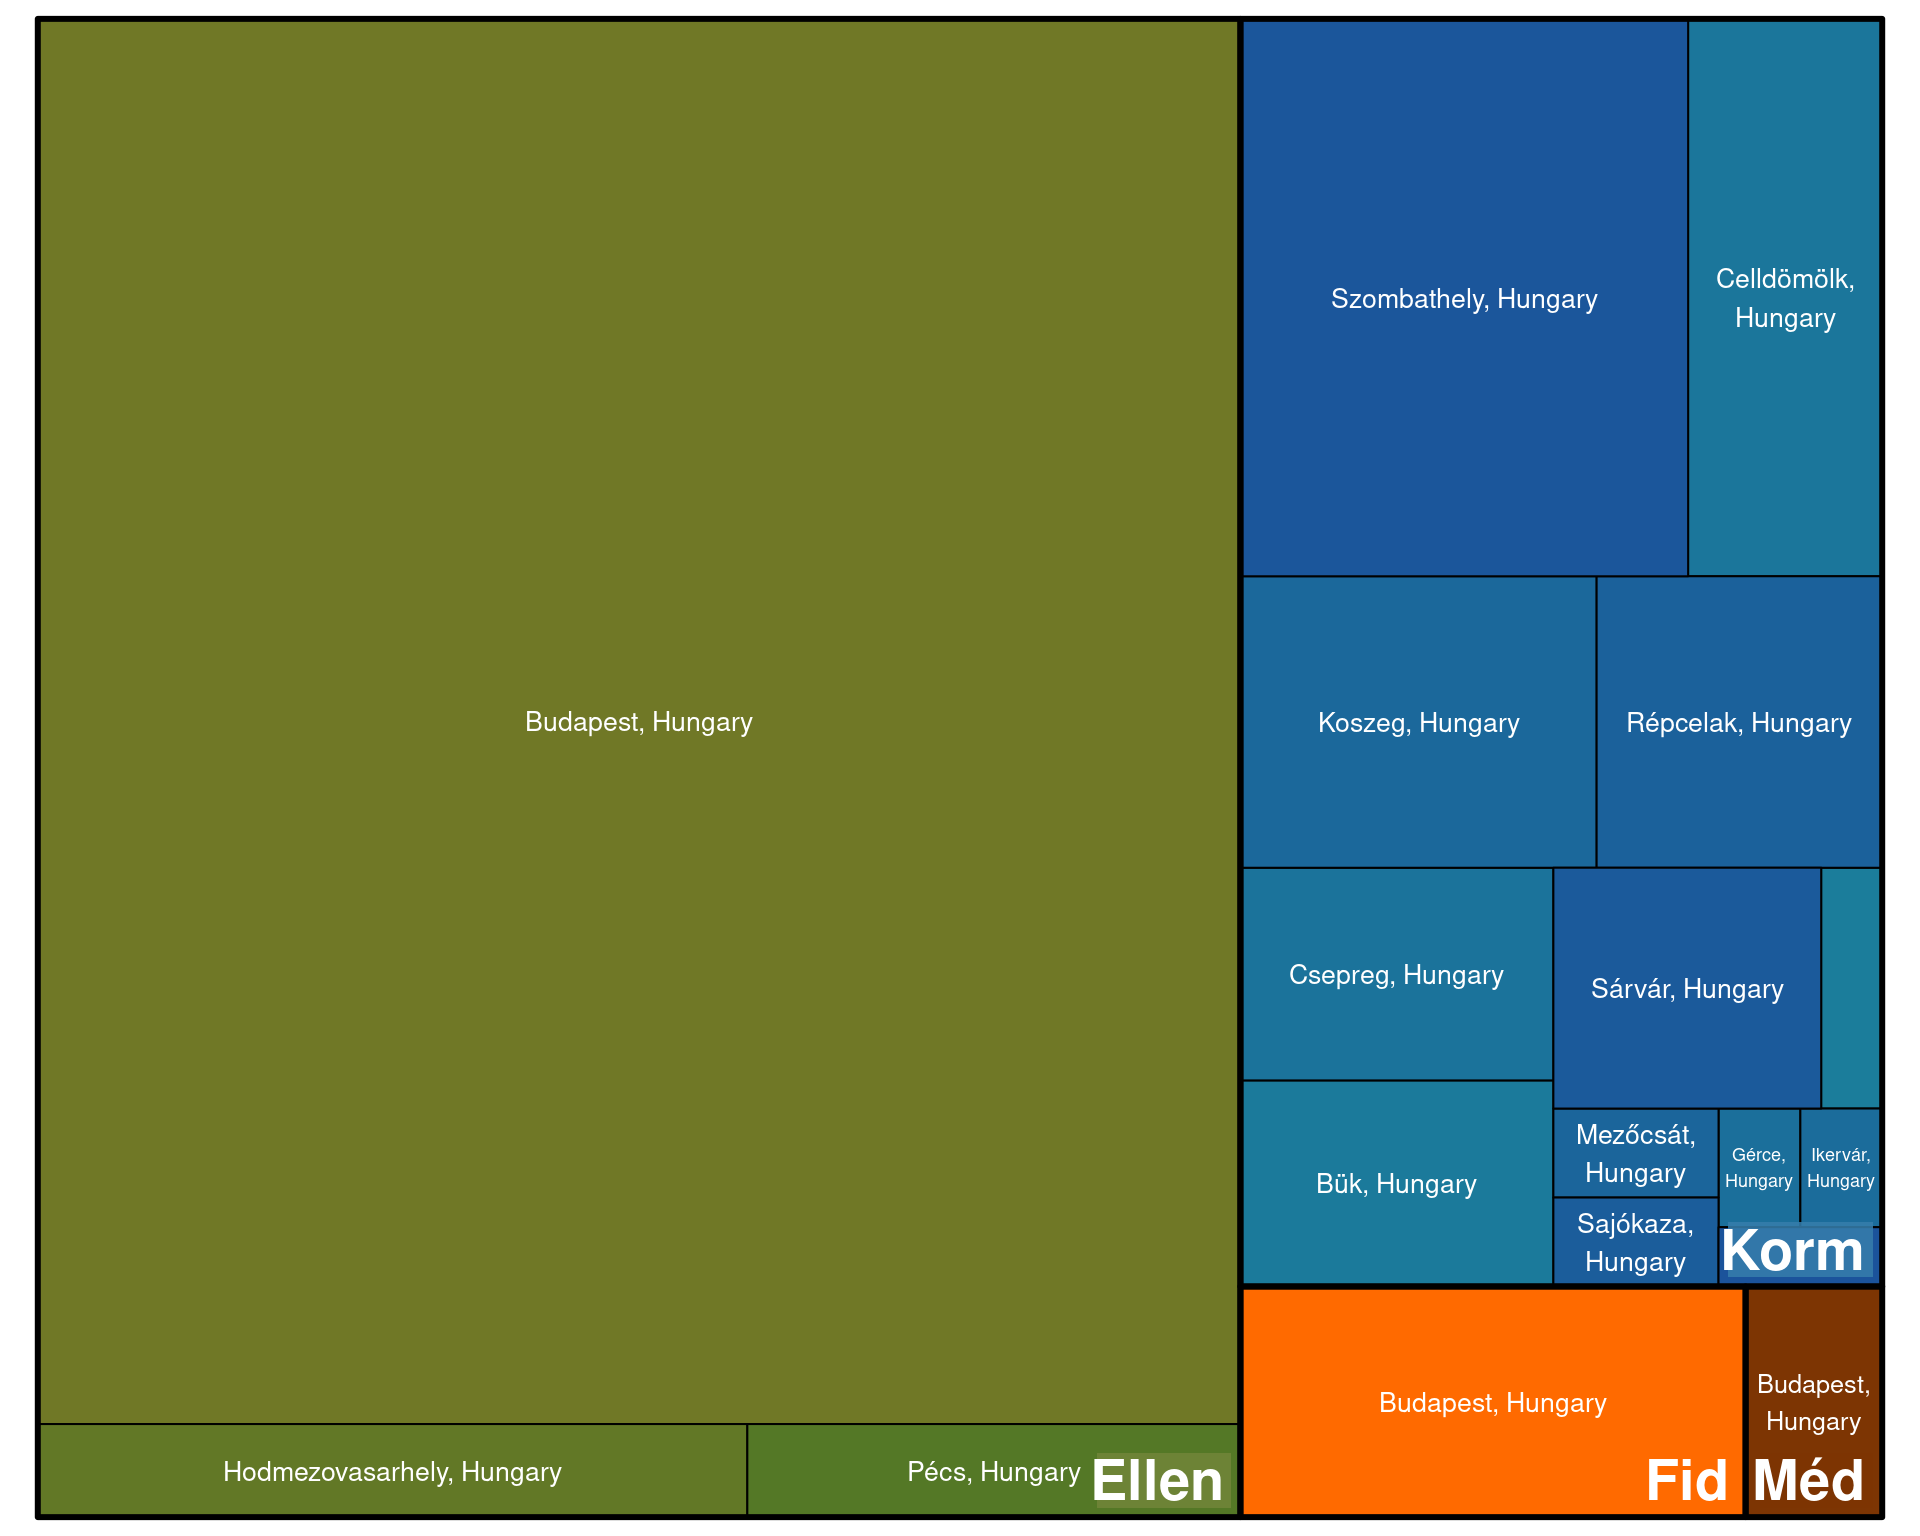 Szombathely, Hungary
Celldömölk,
Hungary
Budapest, Hungary
Koszeg, Hungary
Répcelak, Hungary
Csepreg, Hungary
Sárvár, Hungary
Bük, Hungary
Mezőcsát,
Hungary
Gérce,
Hungary
Ikervár,
Hungary
Sajókaza,
Hungary
Korm
Budapest, Hungary
Budapest,
Hungary
Hodmezovasarhely, Hungary
Pécs, Hungary
Ellen
Fid
Méd